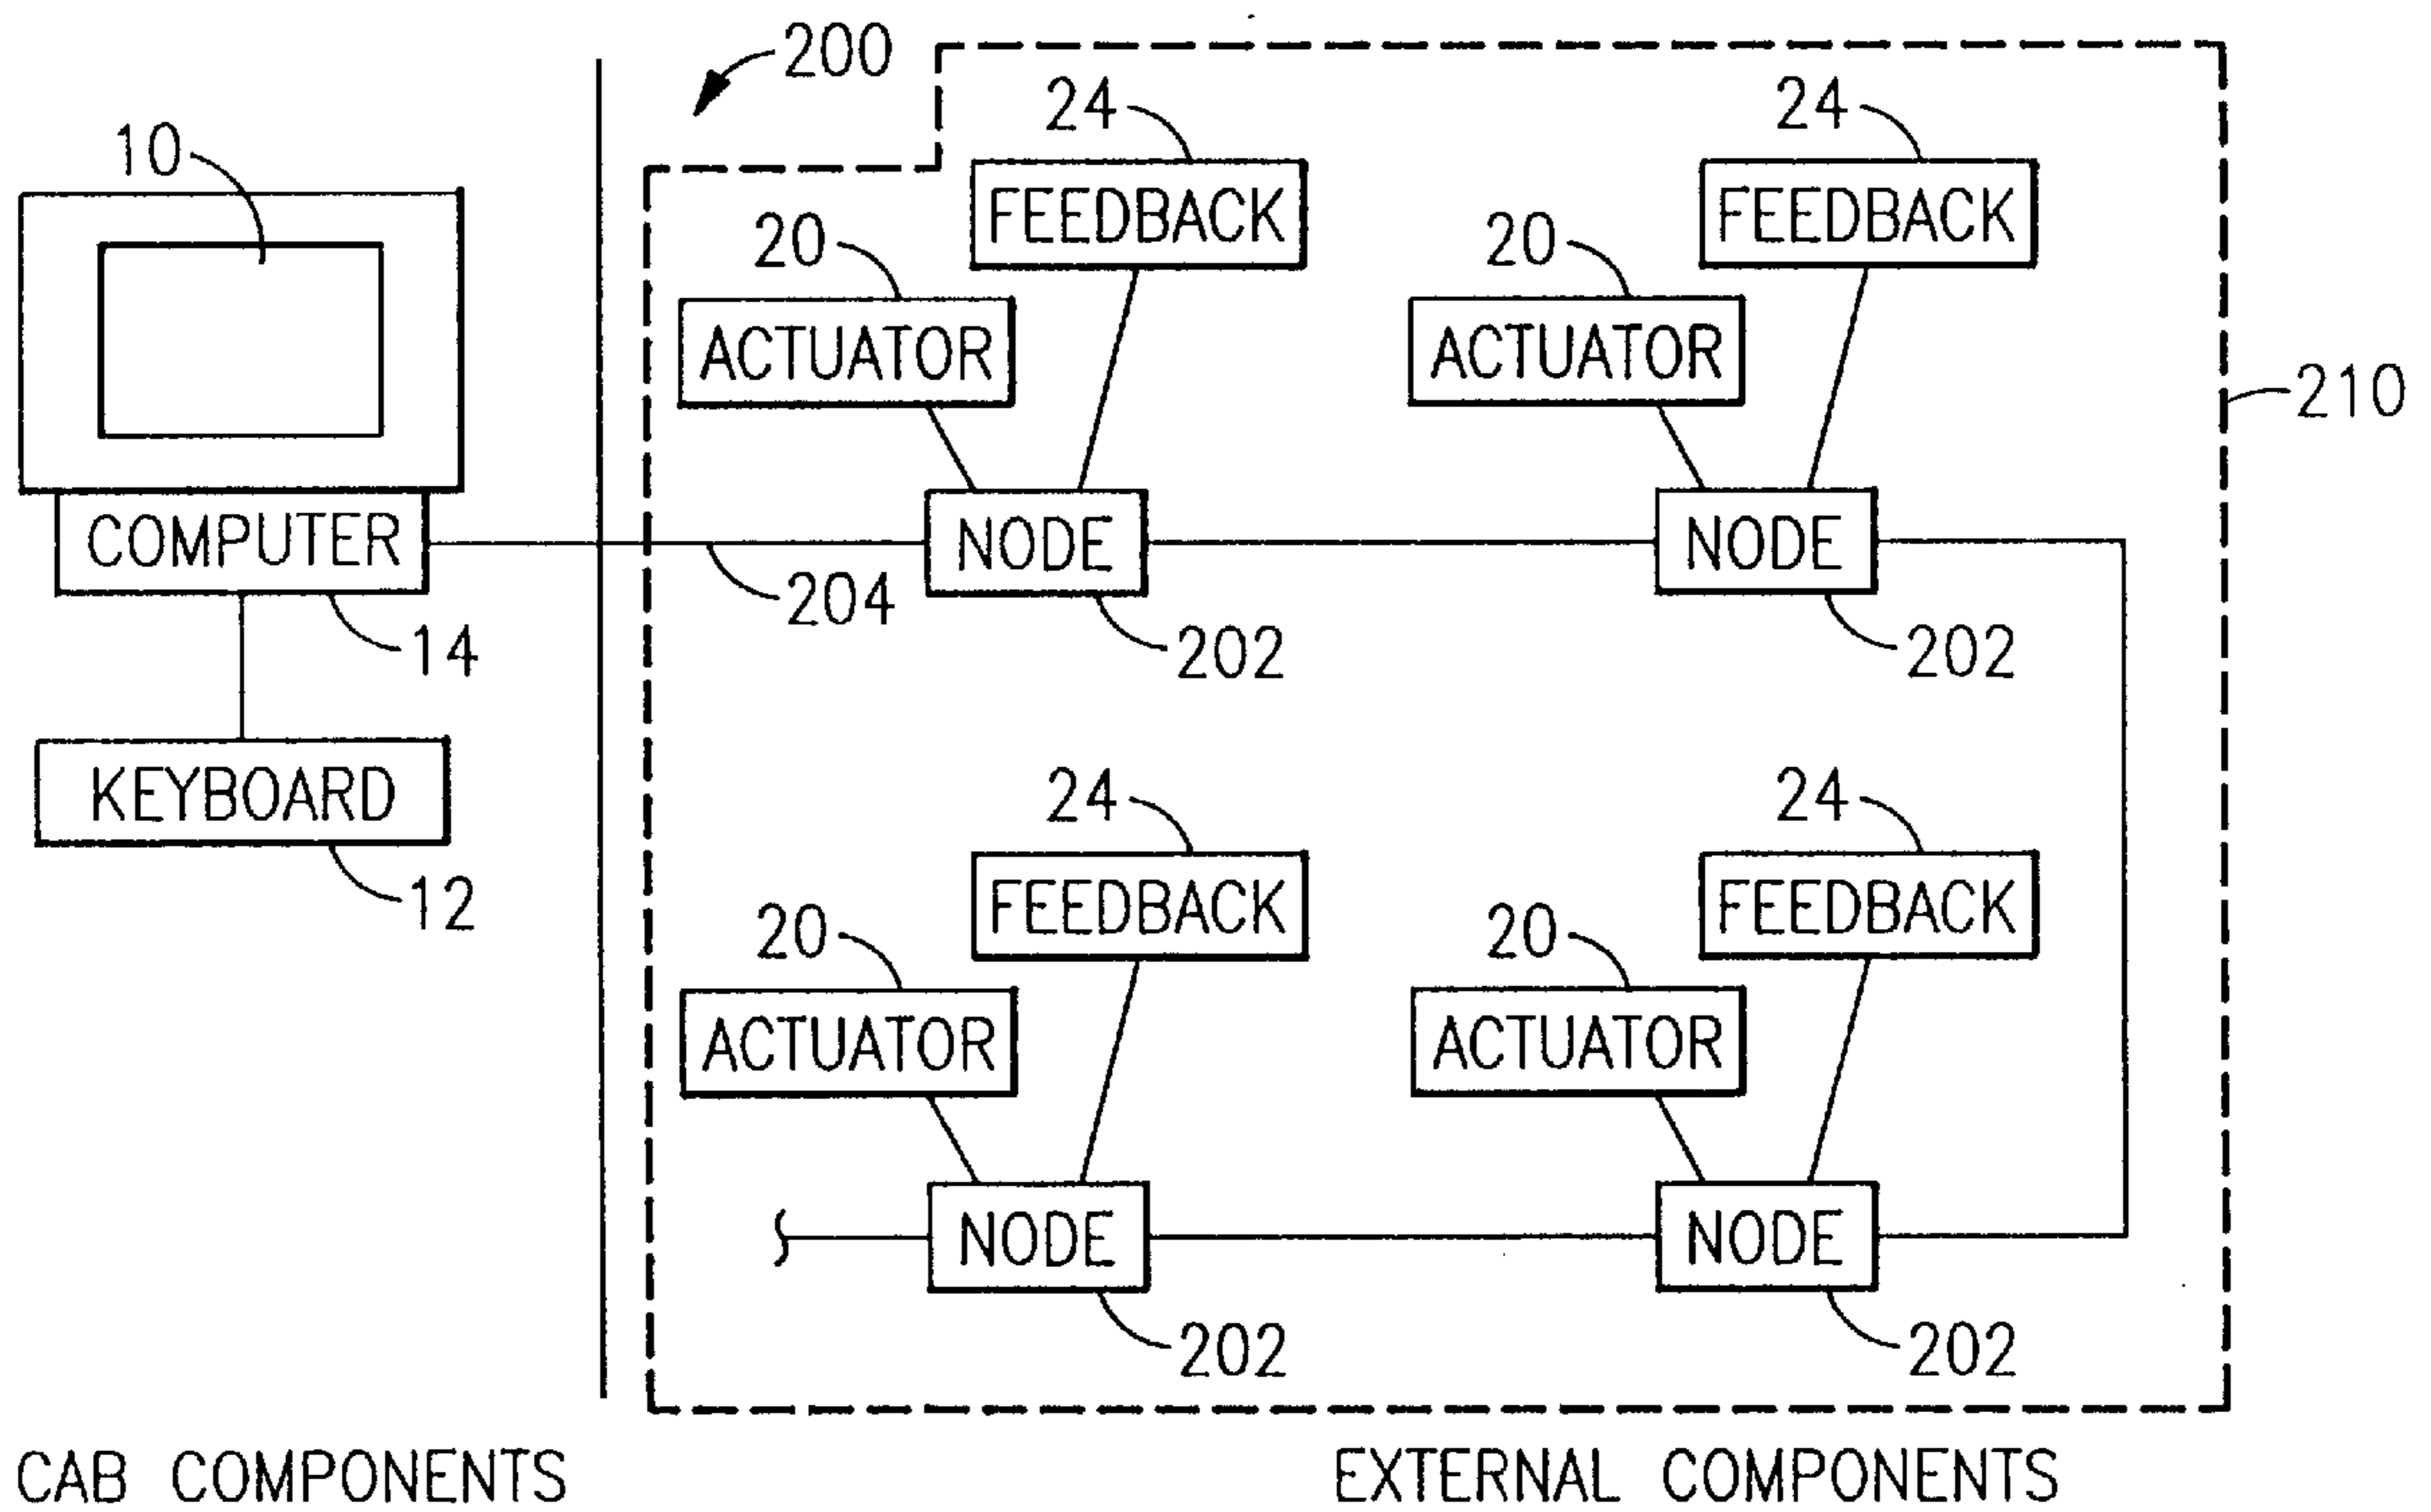 200
24
24
10
FEEDBACK
FEEDBACK
20
20
ACTUATOR
ACTUATOR
210
COMPUTER
NODE
NODE
204
14
202
202
KEYBOARD
24
24
12
FEEDBACK
FEEDBACK
20
20
ACTUATOR
ACTUATOR
NODE
NODE
202
202
CAB COMPONENTS
EXTERNAL COMPONENTS